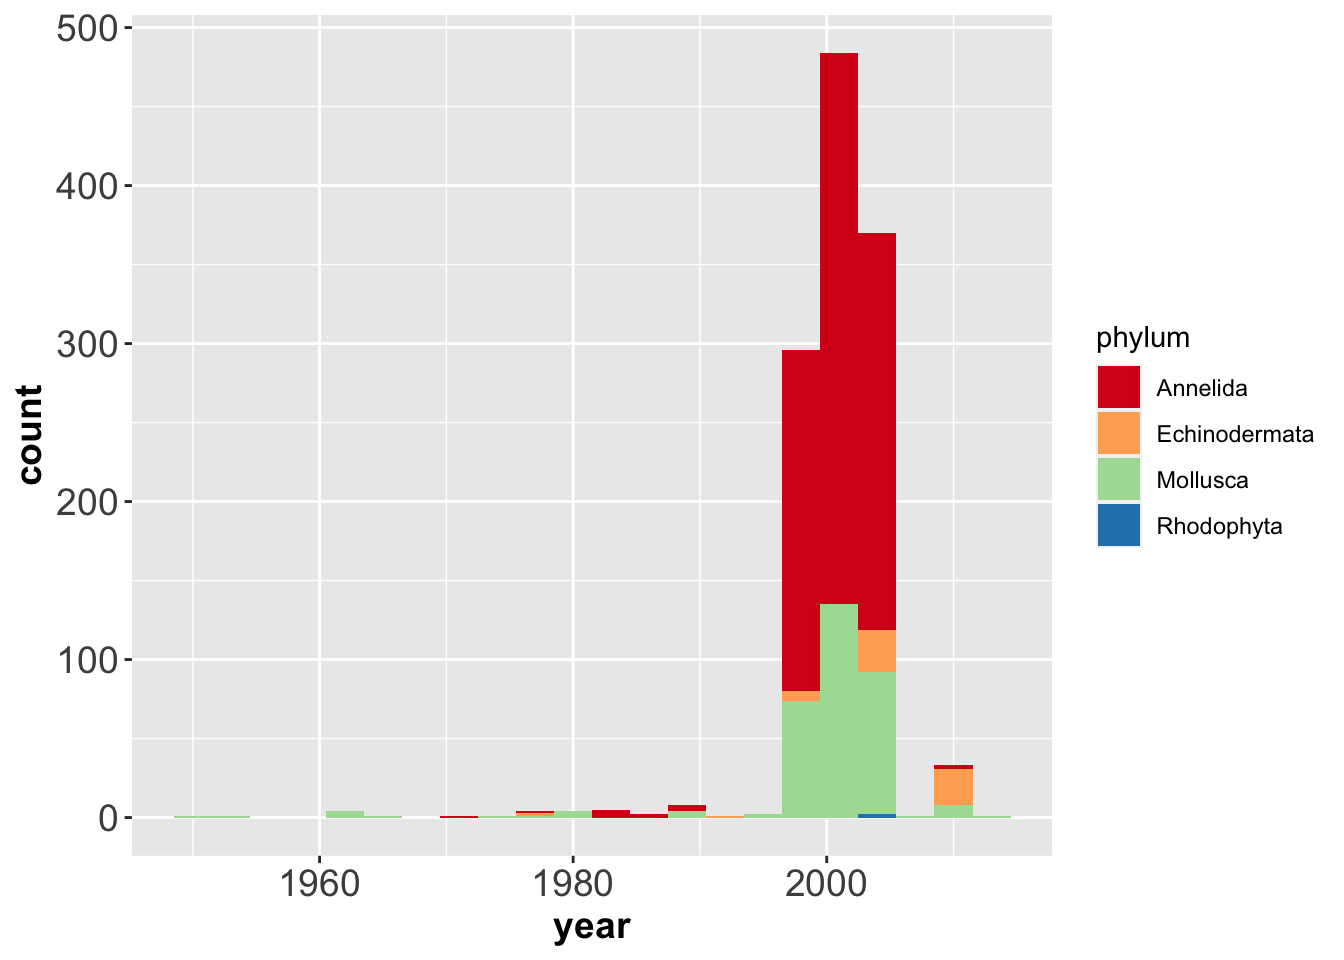 500
400
300
200
100
0
count
1960 1980 2000
year
phylum
Annelida
Echinodermata
Mollusca
Rhodophyta